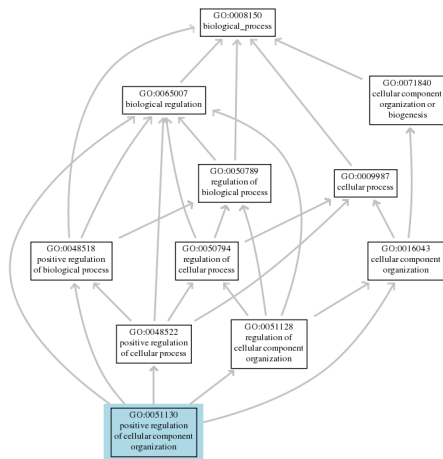 GO:0008150
biological_process
GO:0071840
cellular component
organization or
biogenesis
GO:0065007
biological regulation
GO:0050789
regulation of
biological process
GO:0009987
cellular process
GO:0048518
positive regulation
of biological process
GO:0050794
regulation of
cellular process
GO:0016043
cellular component
organization
GO:0048522
positive regulation
of cellular process
GO:0051128
regulation of
cellular component
organization
GO:0051130
positive regulation
of cellular component
organization